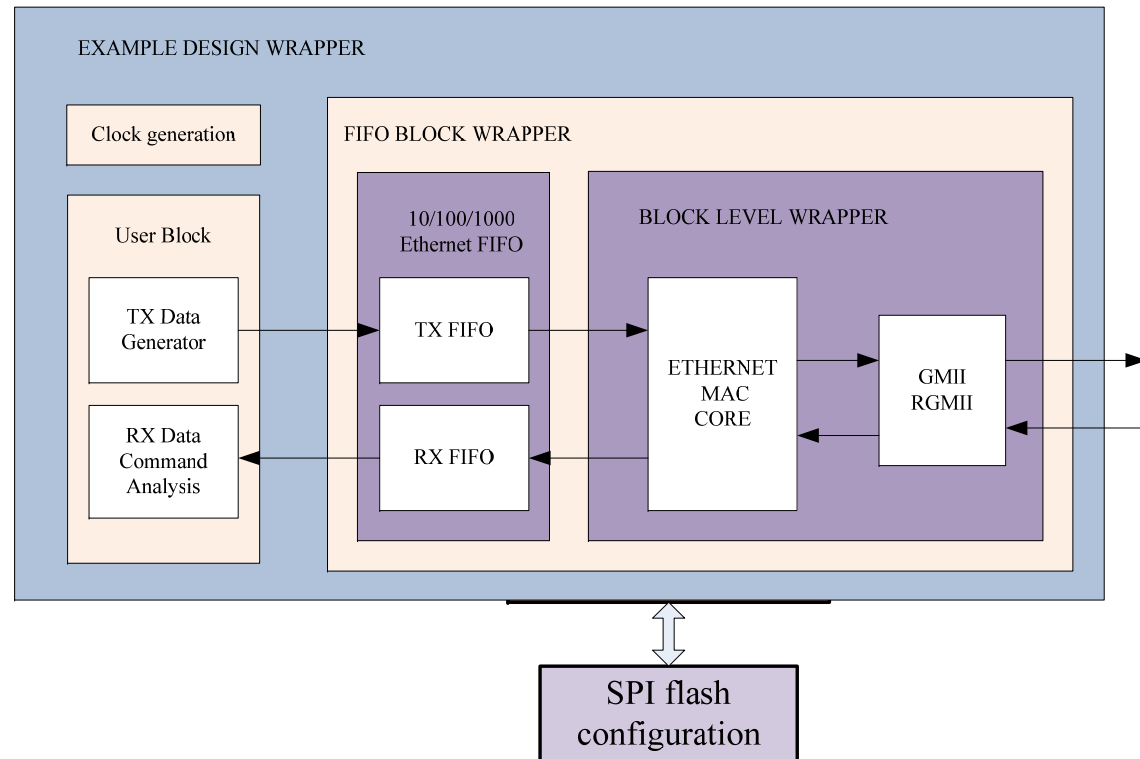 EXAMPLE DESIGN WRAPPER
Clock generation
FIFO BLOCK WRAPPER
User Block
10/100/1000
Ethernet FIFO
BLOCK LEVEL WRAPPER
TX Data
Generator
TX FIFO
ETHERNET
MAC
CORE
GMII
RGMII
RX Data
Command
Analysis
RX FIFO
SPI flash
configuration